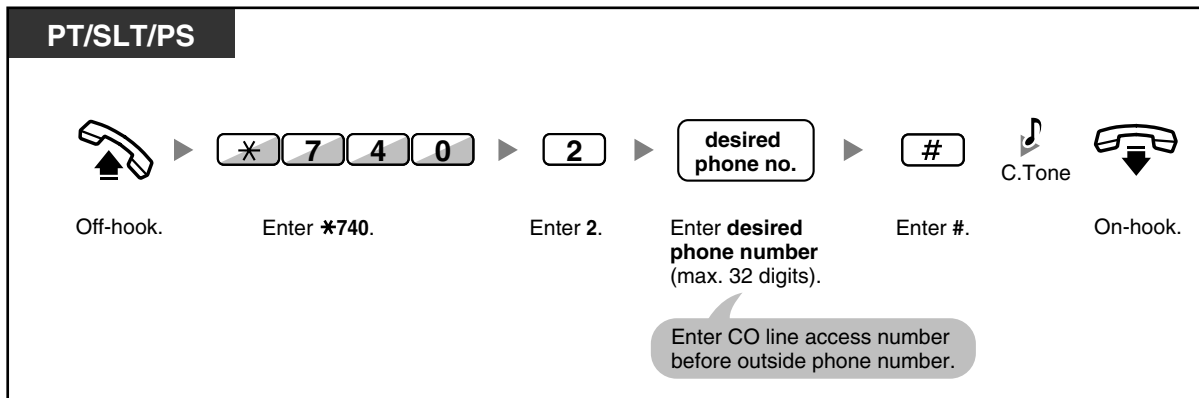 PT/SLT/PS
* 7 4 0
2
desired
phone no.
#
C.Tone
Off-hook.
Enter *740.
Enter 2.
Enter desired
phone number
(max. 32 digits).
Enter #.
On-hook.
Enter CO line access number
before outside phone number.